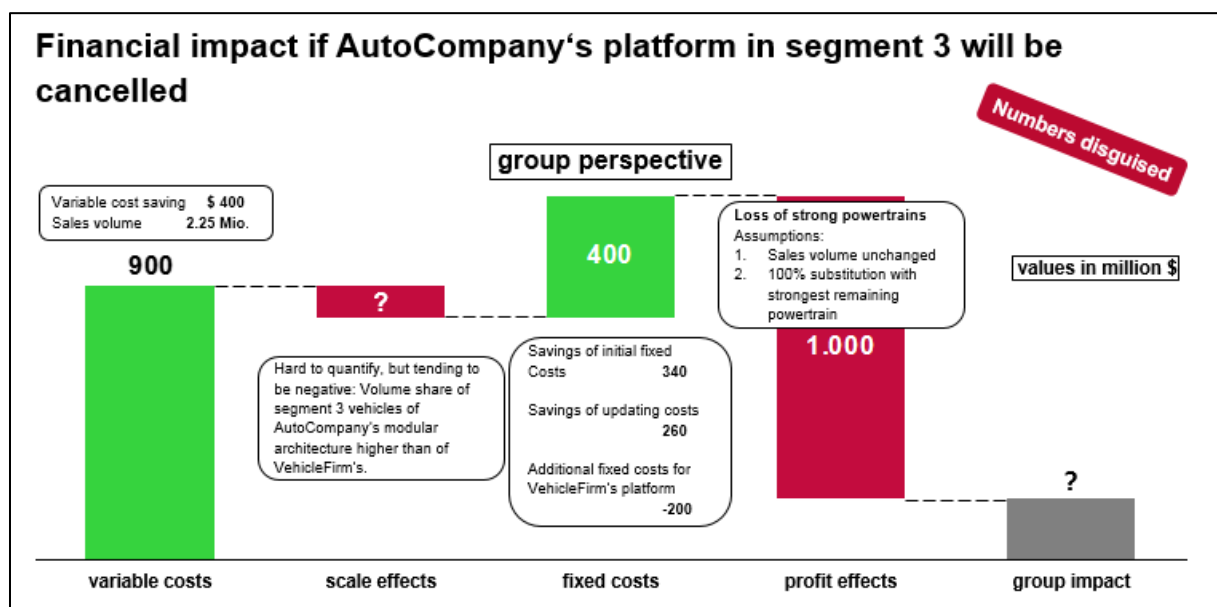 Financial impact if AutoCompany‘s platform in segment 3 will be
cancelled
Numbers disguised
group perspective
Variable cost saving $ 400
Sales volume 2.25 Mio.
900
?
400
Loss of strong powertrains
Assumptions:
1. Sales volume unchanged
2. 100% substitution with
strongest remaining
powertrain
values in million $
1.000
Hard to quantify, but tending to
be negative: Volume share of
segment 3 vehicles of
AutoCompany's modular
architecture higher than of
VehicleFirm's.
Savings of initial fixed
Costs 340
Savings of updating costs
260
Additional fixed costs for
VehicleFirm's platform
-200
?
variable costs
scale effects
fixed costs
profit effects
group impact